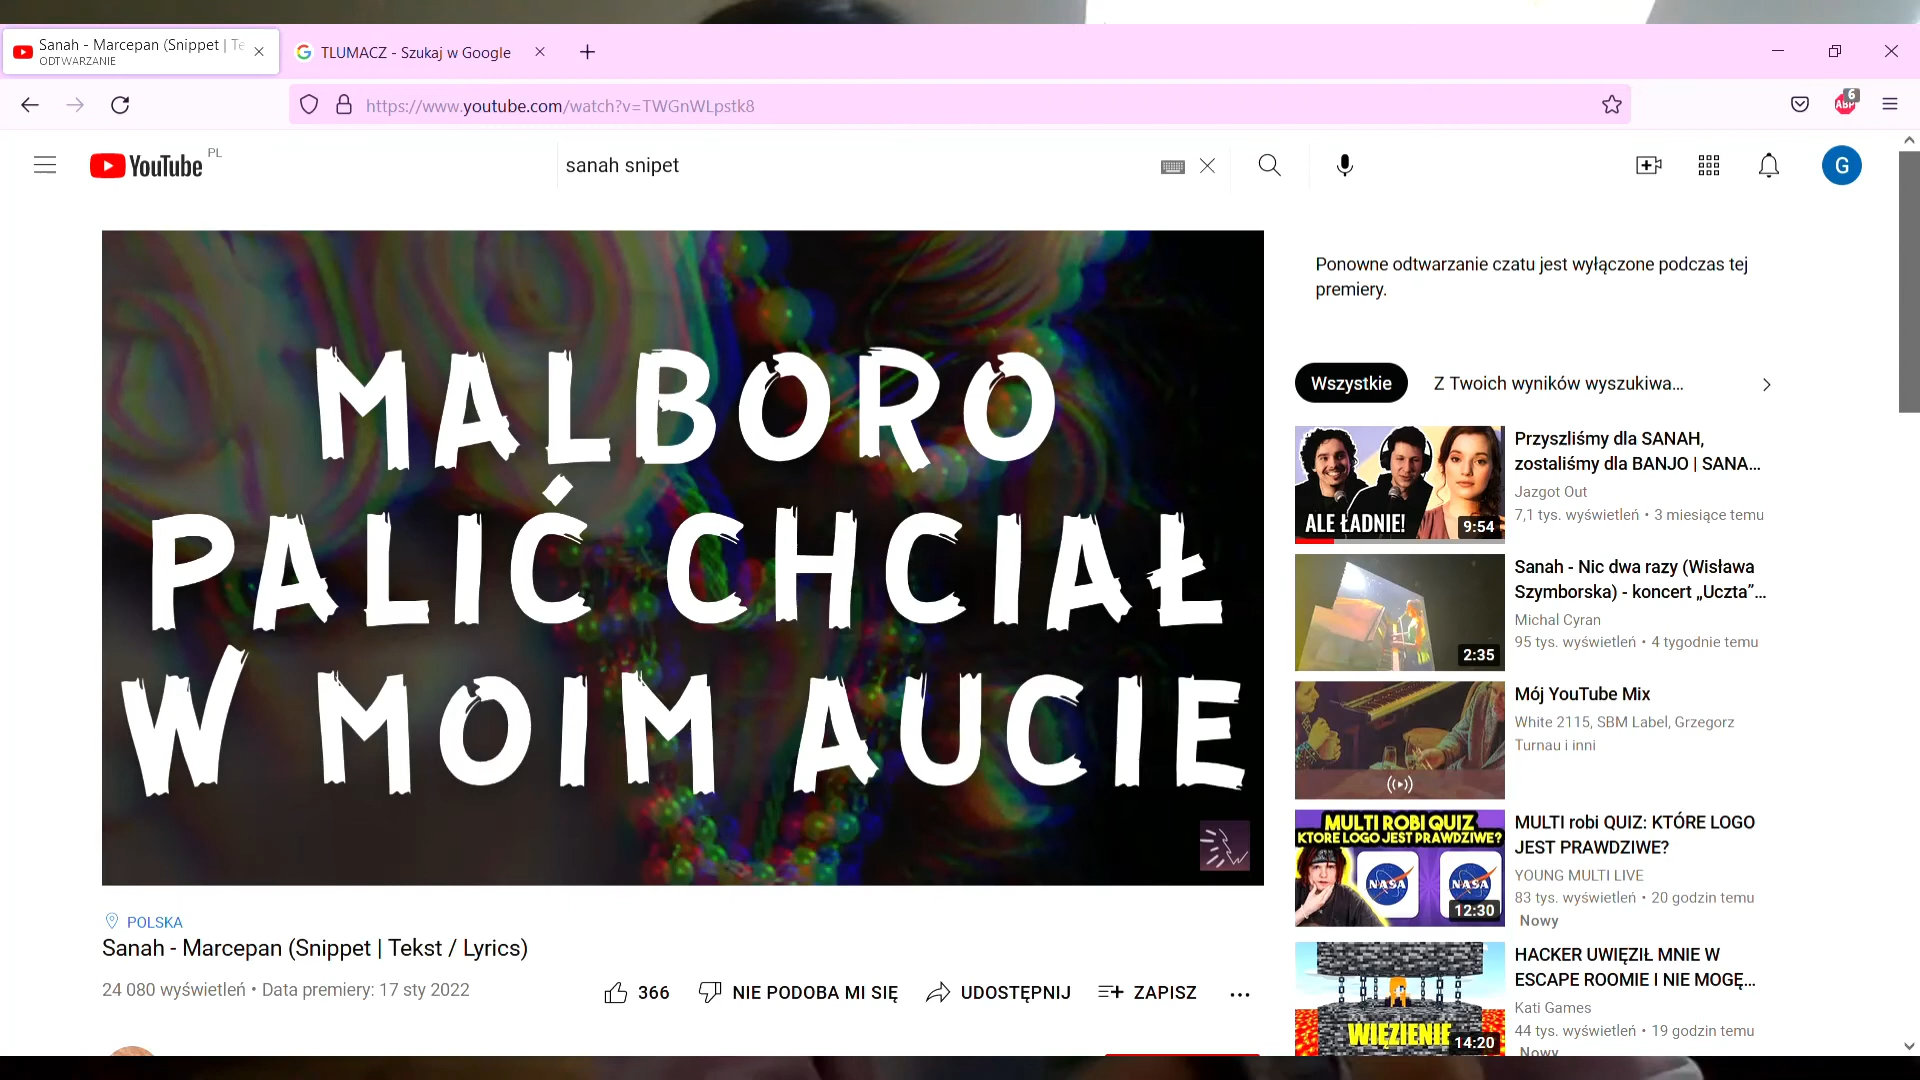 Sanah - Marcepan (Snippet | Te
ODTWARZANIE
TLUMACZ - Szukaj w Google
https://www.youtube.com/watch?v=TWGnWLpstk8
6
ABP
YouTube PL
sanah snipet
G
MALBORO
PALIĆ CHCIAŁ
W MOIM AUCIE
POLSKA
Sanah - Marcepan (Snippet | Tekst / Lyrics)
24 080 wyświetleń • Data premiery: 17 sty 2022
366
NIE PODOBA MI SIĘ
UDOSTĘPNIJ
ZAPISZ
Ponowne odtwarzanie czatu jest wyłączone podczas tej
premiery.
Wszystkie
Z Twoich wyników wyszukiwa...
ALE ŁADNIE!
9:54
Przyszliśmy dla SANAH,
zostaliśmy dla BANJO | SANA...
Jazgot Out
7,1 tys. wyświetleń • 3 miesiące temu
2:35
Sanah - Nic dwa razy (Wisława
Szymborska) - koncert „Uczta”...
Michal Cyran
95 tys. wyświetleń • 4 tygodnie temu
Mój YouTube Mix
White 2115, SBM Label, Grzegorz
Turnau i inni
MULTI ROBI QUIZ
KTORE LOGO JEST PRAWDZIWE?
NASA
NASA
12:30
MULTI robi QUIZ: KTÓRE LOGO
JEST PRAWDZIWE?
YOUNG MULTI LIVE
83 tys. wyświetleń • 20 godzin temu
Nowy
WIĘZIENIE
14:20
HACKER UWIĘZIŁ MNIE W
ESCAPE ROOMIE I NIE MOGĘ...
Kati Games
44 tys. wyświetleń • 19 godzin temu
Nowy